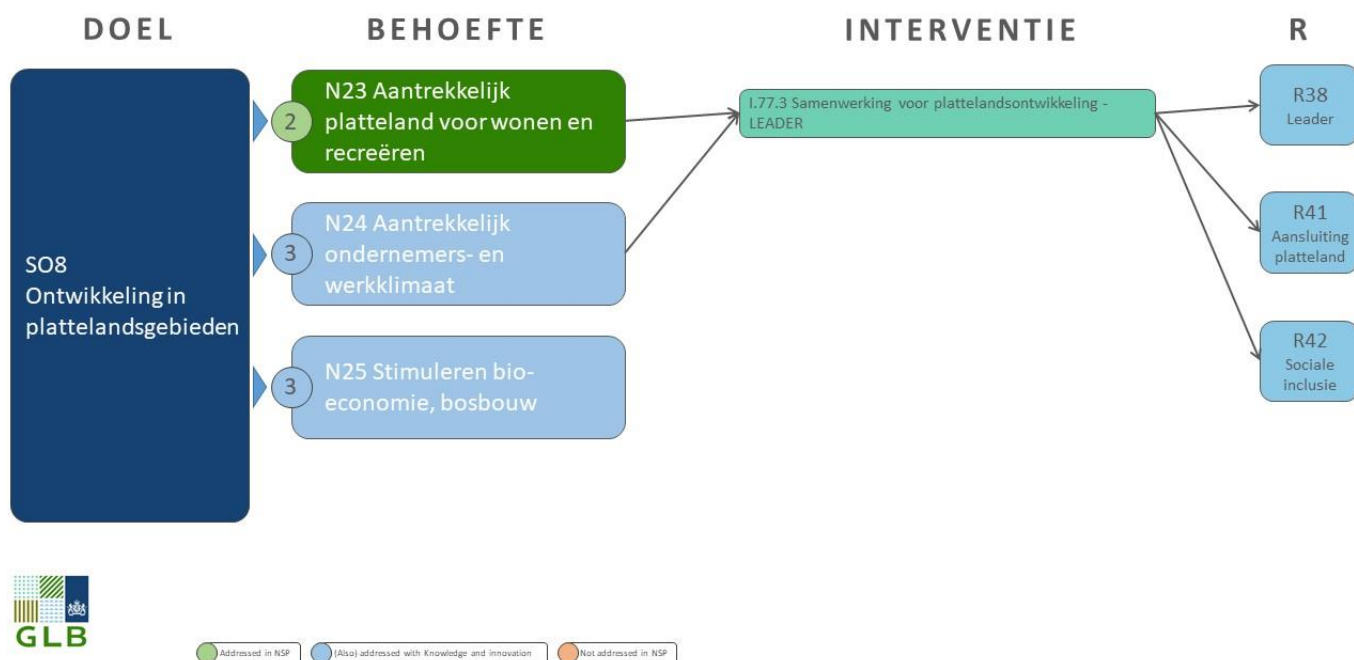 DOEL
BEHOEFTE
INTERVENTIE
R
SO8
Ontwikkeling in
plattelandsgebieden
2
N23 Aantrekkelijk
platteland voor wonen en
recreëren
3
N24 Aantrekkelijk
ondernemers- en
werkklimaat
3
N25 Stimuleren bio-
economie, bosbouw
I.77.3 Samenwerking voor plattelandsontwikkeling -
LEADER
R38
Leader
R41
Aansluiting
platteland
R42
Sociale
inclusie
GLB
Addressed in NSP
(Also) addressed with Knowledge and innovation
Not addressed in NSP